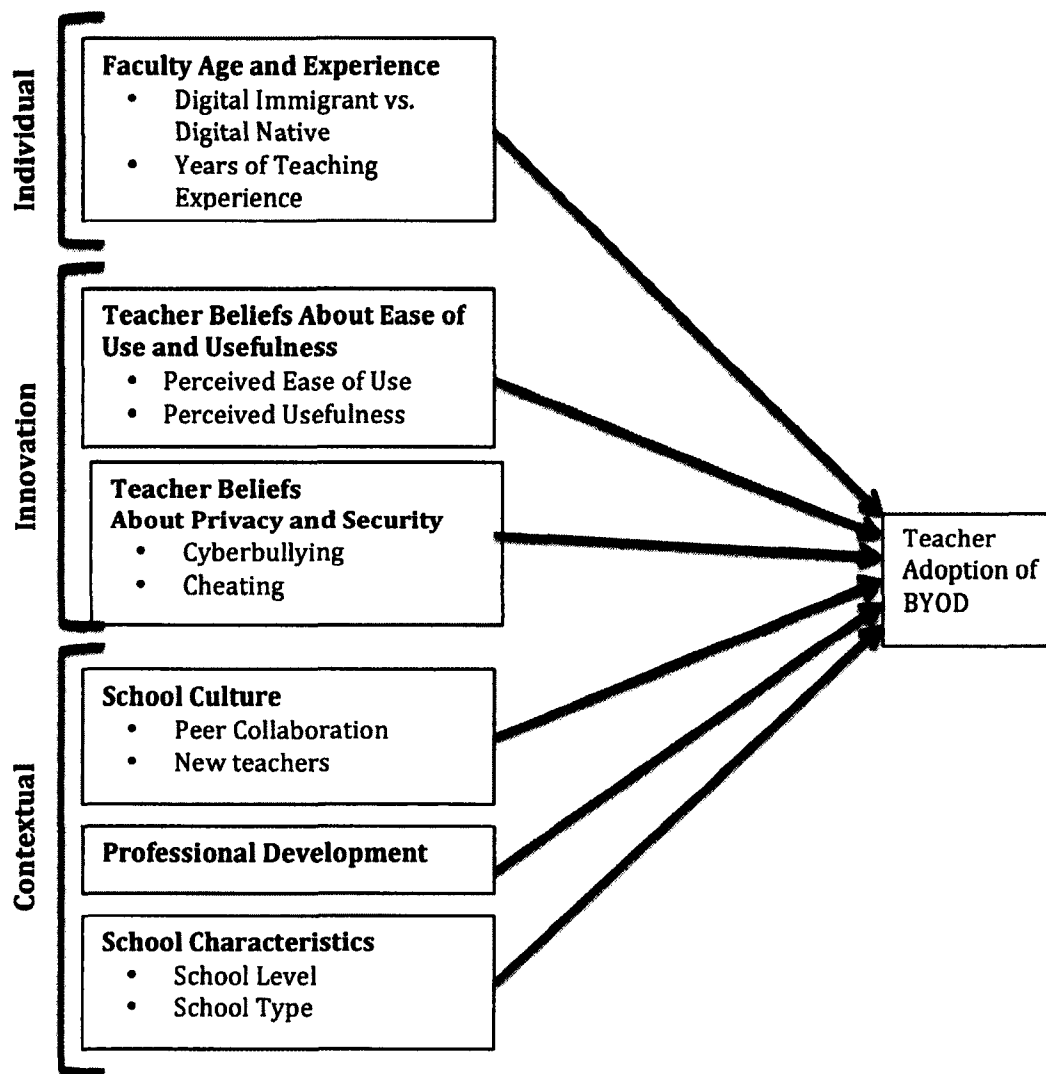 Individual
Faculty Age and Experience
• Digital Immigrant vs.
Digital Native
• Years of Teaching
Experience
Innovation
Teacher Beliefs About Ease of
Use and Usefulness
• Perceived Ease of Use
• Perceived Usefulness
Teacher Beliefs
About Privacy and Security
• Cyberbullying
• Cheating
Contextual
School Culture
• Peer Collaboration
• New teachers
Professional Development
School Characteristics
• School Level
• School Type
Teacher
Adoption of
BYOD